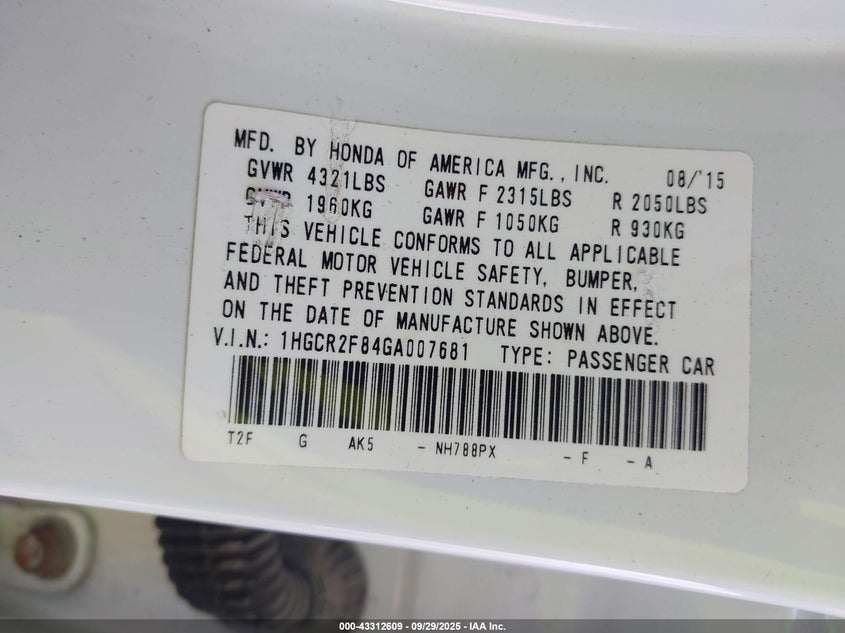 MFD. BY HONDA OF AMERICA MFG., INC. 08/'15
GVWR 4321LBS GAWR F 2315LBS R 2050LBS
GVWR 1960KG GAWR F 1050KG R 930KG
THIS VEHICLE CONFORMS TO ALL APPLICABLE
FEDERAL MOTOR VEHICLE SAFETY, BUMPER,
AND THEFT PREVENTION STANDARDS IN EFFECT
ON THE DATE OF MANUFACTURE SHOWN ABOVE.
V.I.N.: 1HGCR2F84GA007681 TYPE: PASSENGER CAR
T2F G AK5 - NH788PX - F - A
000-43312609 - 09/29/2025 - IAA Inc.